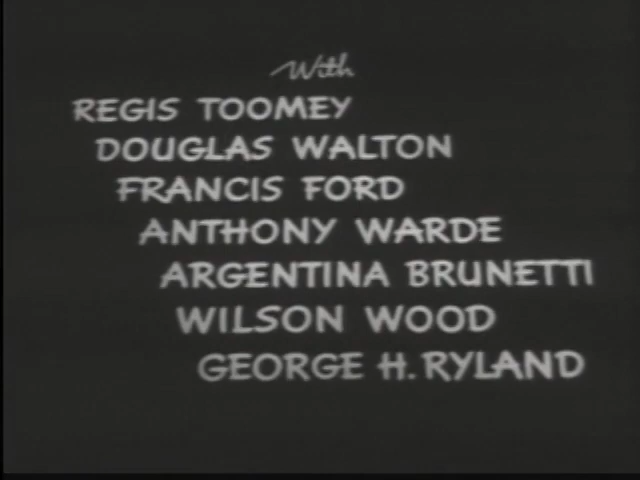 With
REGIS TOOMEY
DOUGLAS WALTON
FRANCIS FORD
ANTHONY WARDE
ARGENTINA BRUNETTI
WILSON WOOD
GEORGE H. RYLAND